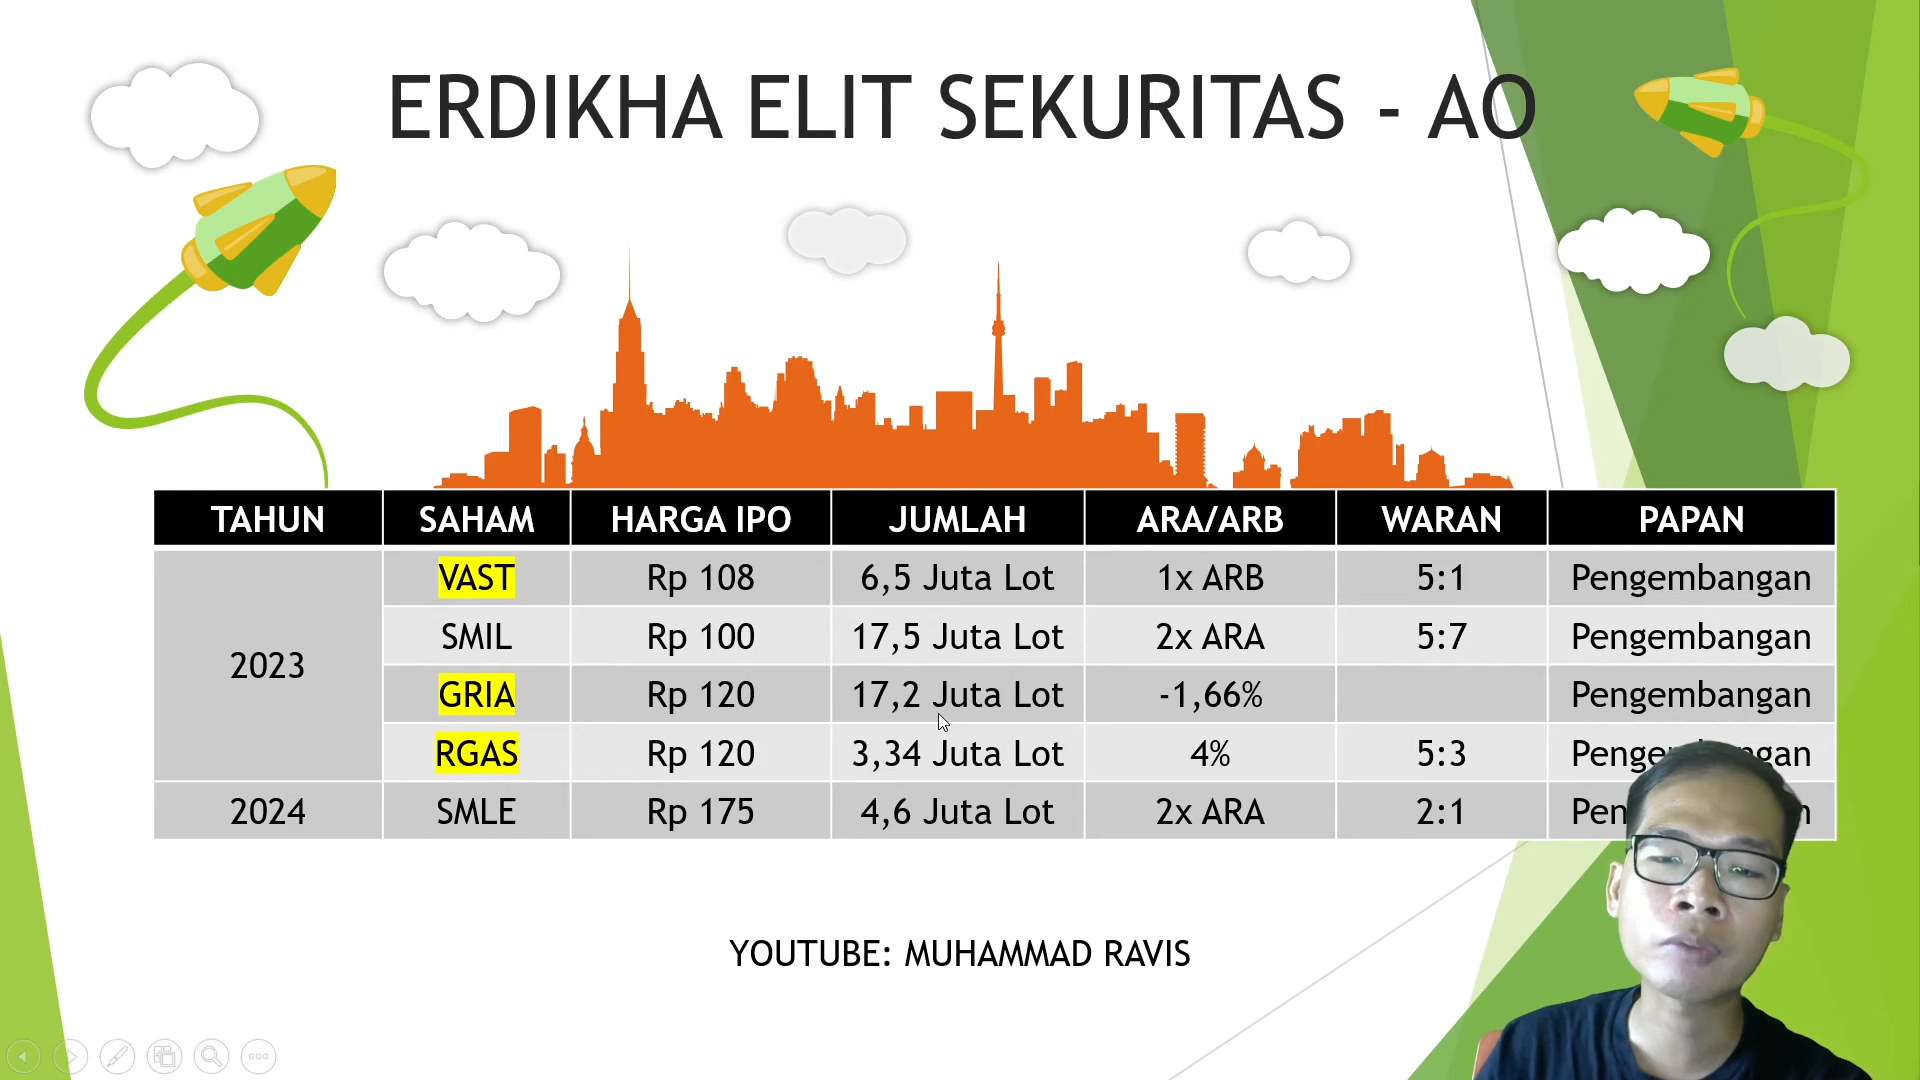 ERDIKHA ELIT SEKURITAS - AO
TAHUN SAHAM HARGA IPO JUMLAH ARA/ARB WARAN PAPAN
2023 VAST Rp 108 6,5 Juta Lot 1x ARB 5:1 Pengembangan
SMIL Rp 100 17,5 Juta Lot 2x ARA 5:7 Pengembangan
GRIA Rp 120 17,2 Juta Lot -1,66% Pengembangan
RGAS Rp 120 3,34 Juta Lot 4% 5:3 Pengembangan
2024 SMLE Rp 175 4,6 Juta Lot 2x ARA 2:1
YOUTUBE: MUHAMMAD RAVIS